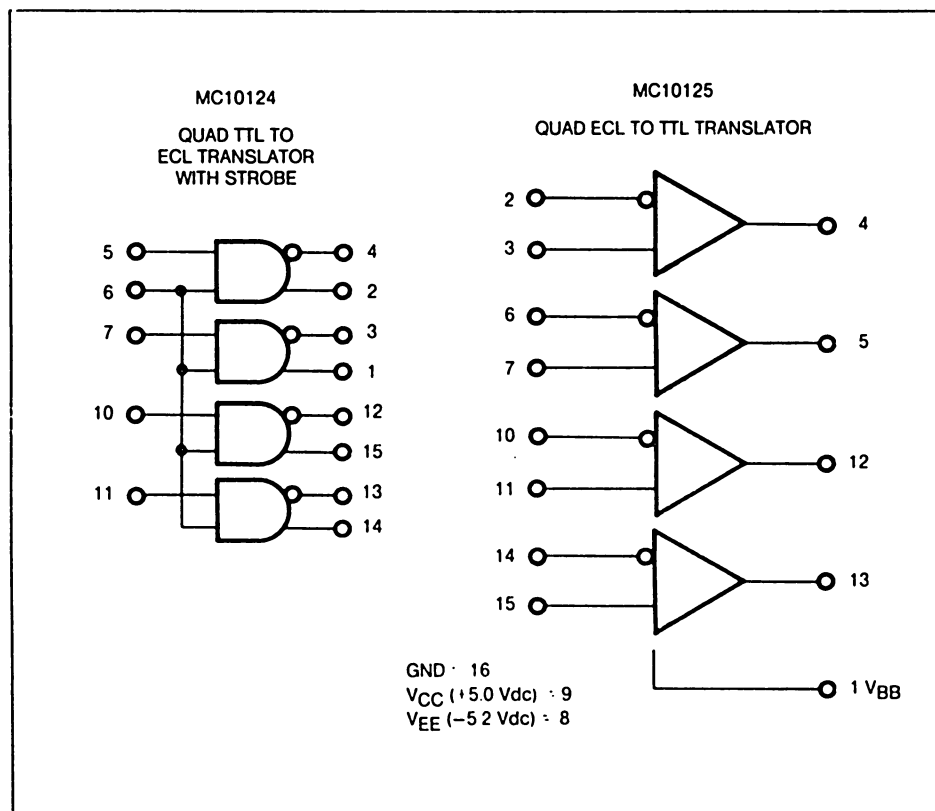 MC10124
QUAD TTL TO
ECL TRANSLATOR
WITH STROBE
5
4
6
2
7
3
1
10
12
15
11
13
14
MC10125
QUAD ECL TO TTL TRANSLATOR
2
3
4
6
7
5
10
11
12
14
15
13
1 VBB
GND - 16
VCC (+5.0 Vdc) - 9
VEE (-5 2 Vdc) - 8